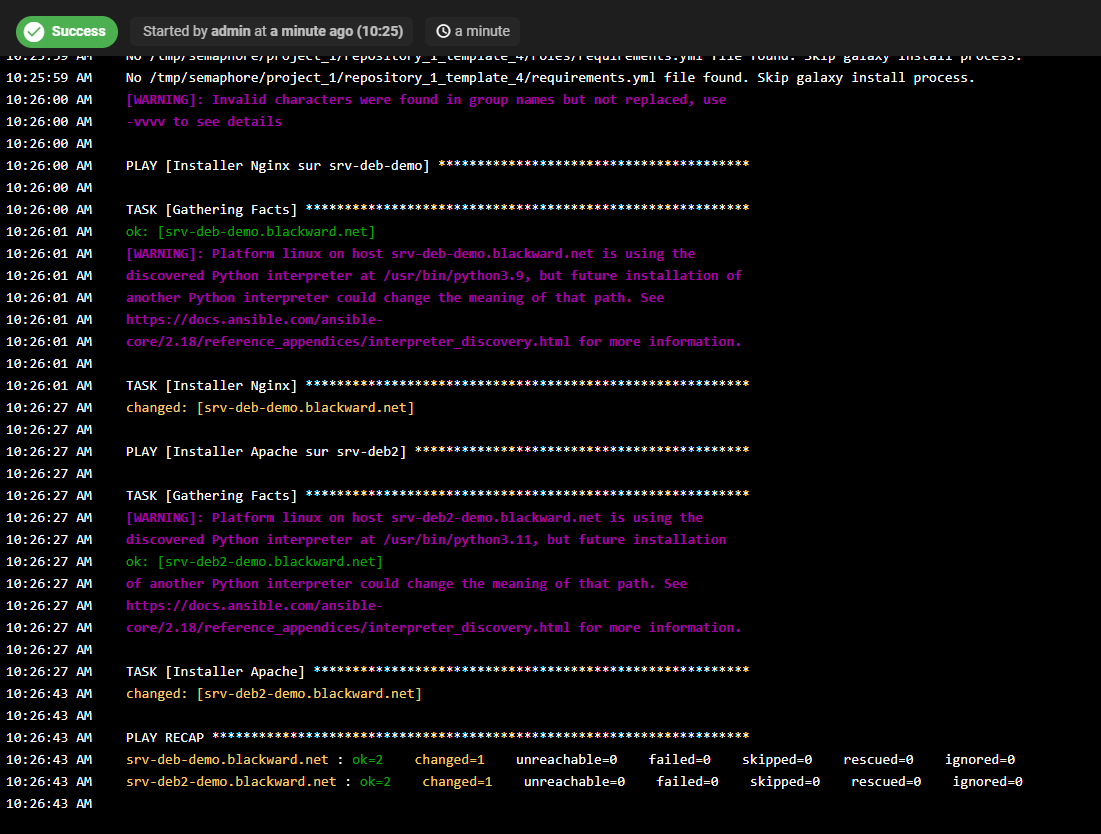 Success Started by admin at a minute ago (10:25) a minute
10:25:59 AM No /tmp/semaphore/project_1/repository_1_template_4/roles/requirements.yml file found. Skip galaxy install process.
10:25:59 AM No /tmp/semaphore/project_1/repository_1_template_4/requirements.yml file found. Skip galaxy install process.
10:26:00 AM [WARNING]: Invalid characters were found in group names but not replaced, use
10:26:00 AM -vvvv to see details
10:26:00 AM
10:26:00 AM PLAY [Installer Nginx sur srv-deb-demo] ****************************************
10:26:00 AM
10:26:00 AM TASK [Gathering Facts] *********************************************************
10:26:01 AM ok: [srv-deb-demo.blackward.net]
10:26:01 AM [WARNING]: Platform linux on host srv-deb-demo.blackward.net is using the
10:26:01 AM discovered Python interpreter at /usr/bin/python3.9, but future installation of
10:26:01 AM another Python interpreter could change the meaning of that path. See
10:26:01 AM https://docs.ansible.com/ansible-
10:26:01 AM core/2.18/reference_appendices/interpreter_discovery.html for more information.
10:26:01 AM
10:26:01 AM TASK [Installer Nginx] *********************************************************
10:26:27 AM changed: [srv-deb-demo.blackward.net]
10:26:27 AM
10:26:27 AM PLAY [Installer Apache sur srv-deb2] *******************************************
10:26:27 AM
10:26:27 AM TASK [Gathering Facts] *********************************************************
10:26:27 AM [WARNING]: Platform linux on host srv-deb2-demo.blackward.net is using the
10:26:27 AM discovered Python interpreter at /usr/bin/python3.11, but future installation
10:26:27 AM ok: [srv-deb2-demo.blackward.net]
10:26:27 AM of another Python interpreter could change the meaning of that path. See
10:26:27 AM https://docs.ansible.com/ansible-
10:26:27 AM core/2.18/reference_appendices/interpreter_discovery.html for more information.
10:26:27 AM
10:26:27 AM TASK [Installer Apache] ********************************************************
10:26:43 AM changed: [srv-deb2-demo.blackward.net]
10:26:43 AM
10:26:43 AM PLAY RECAP *********************************************************************
10:26:43 AM srv-deb-demo.blackward.net : ok=2 changed=1 unreachable=0 failed=0 skipped=0 rescued=0 ignored=0
10:26:43 AM srv-deb2-demo.blackward.net : ok=2 changed=1 unreachable=0 failed=0 skipped=0 rescued=0 ignored=0
10:26:43 AM